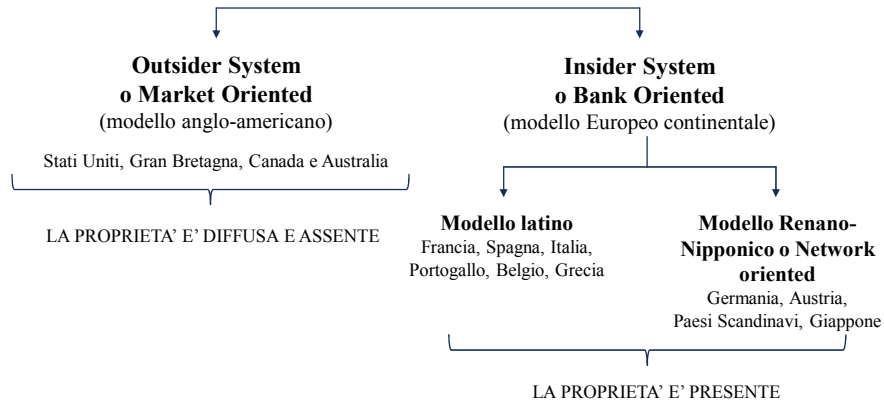 Outsider System
o Market Oriented
(modello anglo-americano)
Stati Uniti, Gran Bretagna, Canada e Australia
LA PROPRIETA' E' DIFFUSA E ASSENTE
Insider System
o Bank Oriented
(modello Europeo continentale)
Modello latino
Francia, Spagna, Italia,
Portogallo, Belgio, Grecia
Modello Renano-
Nipponico o Network
oriented
Germania, Austria,
Paesi Scandinavi, Giappone
LA PROPRIETA' E' PRESENTE